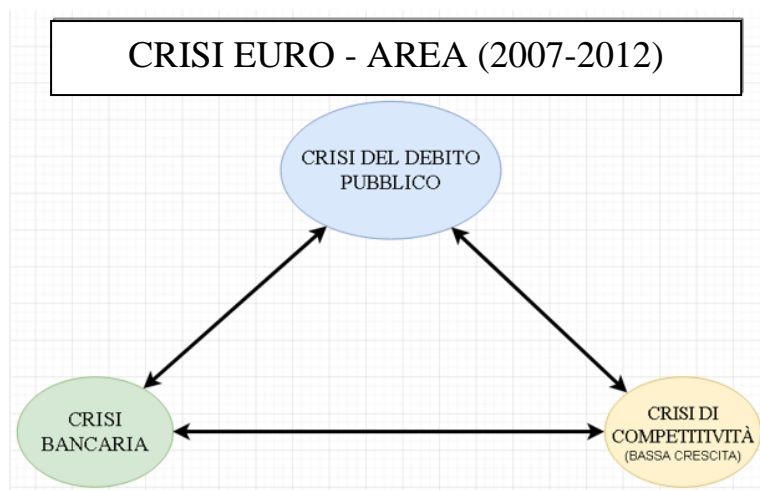 CRISI EURO - AREA (2007-2012)
CRISI DEL DEBITO
PUBBLICO
CRISI
BANCARIA
CRISI DI
COMPETITIVITÀ
(BASSA CRESCITA)